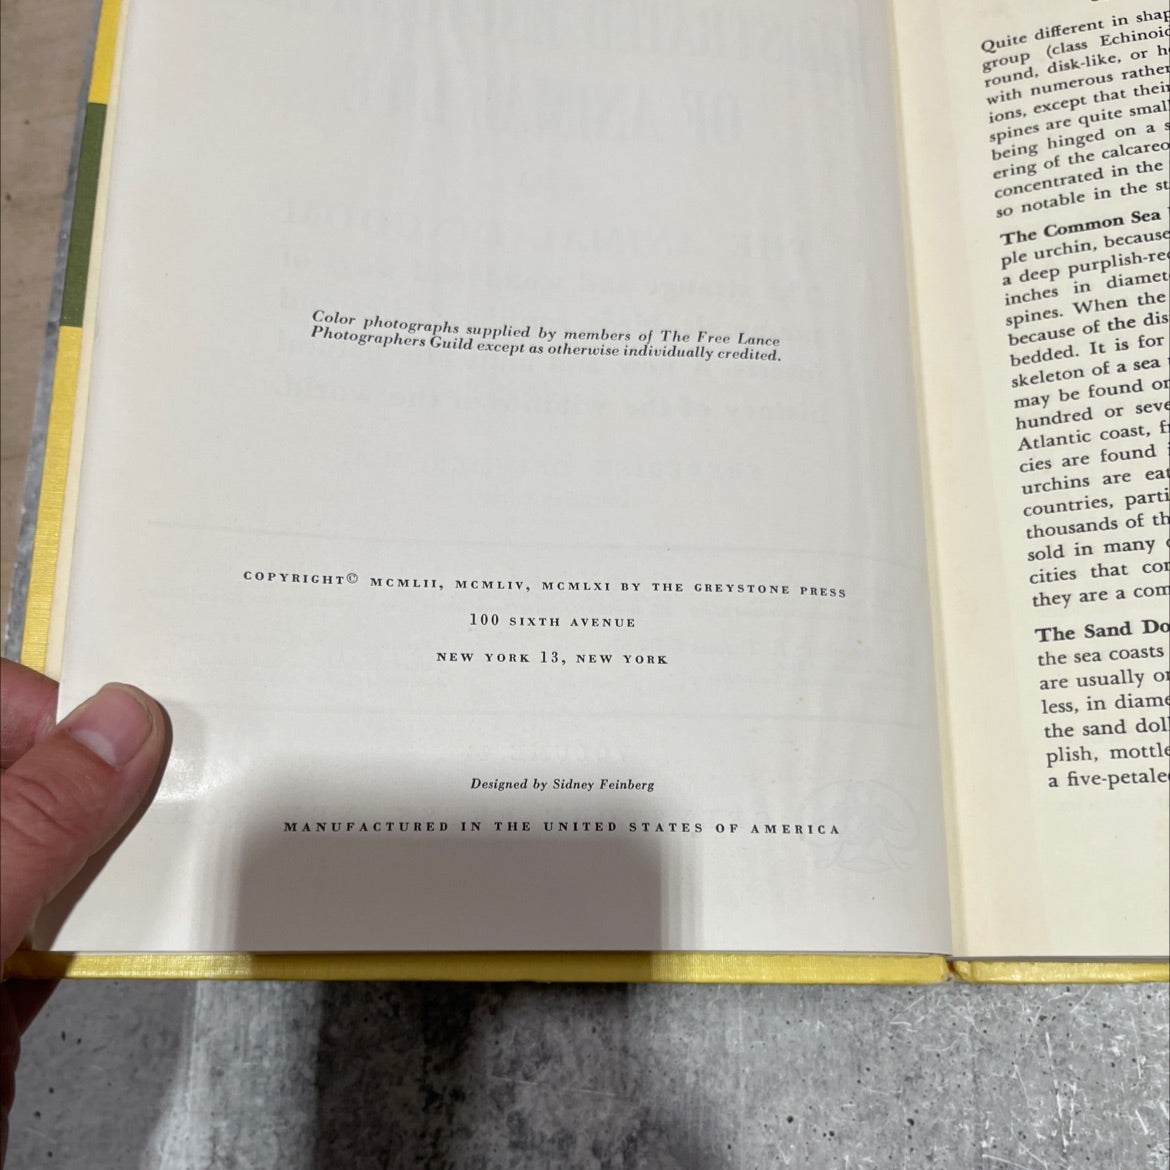 Color photographs supplied by members of The Free Lance
Photographers Guild except as otherwise individually credited.
COPYRIGHT© MCMLII, MCMLIV, MCMLXI BY THE GREYSTONE PRESS
100 SIXTH AVENUE
NEW YORK 13, NEW YORK
Designed by Sidney Feinberg
MANUFACTURED IN THE UNITED STATES OF AMERICA
Quite different in shap
group (class Echinoid
round, disk-like, or h
with numerous rather
ions, except that their
spines are quite smal
being hinged on a s
ering of the calcareo
concentrated in the
so notable in the st
The Common Sea
ple urchin, because
a deep purplish-re
inches in diamet
spines. When the
because of the dis
bedded. It is for
skeleton of a sea
may be found or
hundred or seve
Atlantic coast, f
cies are found
urchins are eat
countries, parti
thousands of th
sold in many
cities that con
they are a com
The Sand Do
the sea coasts
are usually or
less, in diame
the sand doll
plish, mottle
a five-petale